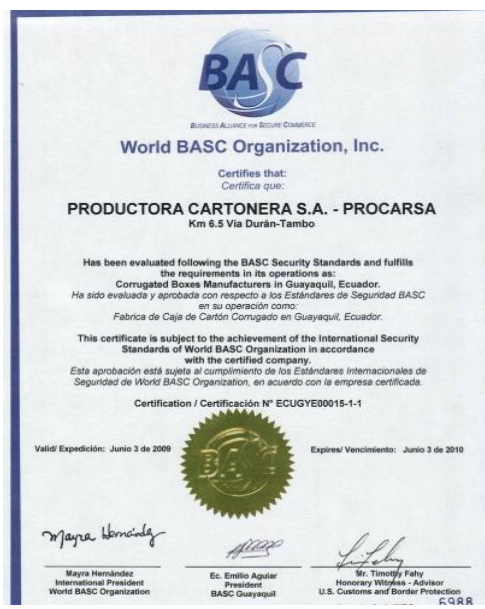 BASC
BUSINESS ALLIANCE FOR SECURE COMMERCE
World BASC Organization, Inc.
Certifies that:
Certifica que:
PRODUCTORA CARTONERA S.A. - PROCARSA
Km 6.5 Via Durán-Tambo
Has been evaluated following the BASC Security Standards and fulfills
the requirements in its operations as:
Corrugated Boxes Manufacturers in Guayaquil, Ecuador.
Ha sido evaluada y aprobada con respecto a los Estándares de Seguridad BASC
en su operación como:
Fabrica de Caja de Cartón Corrugado en Guayaquil, Ecuador.
This certificate is subject to the achievement of the International Security
Standards of World BASC Organization in accordance
with the certified company.
Esta aprobación está sujeta al cumplimiento de los Estándares Internacionales de
Seguridad de World BASC Organization, en acuerdo con la empresa certificada.
Certification / Certificación N° ECUGYE00015-1-1
Valid/ Expedición: Junio 3 de 2009
Expires/ Vencimiento: Junio 3 de 2010
BASC
Mayra Hernández
Mayra Hernández
International President
World BASC Organization
Ec. Emilio Aguiar
President
BASC Guayaquil
Mr. Timothy Fahy
Honorary Witness - Advisor
U.S. Customs and Border Protection
6988